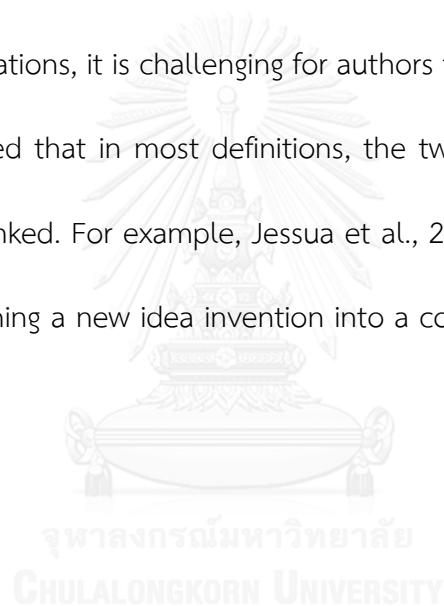 ations, it is challenging for authors
ed that in most definitions, the tw
nked. For example, Jessua et al., 2
ning a new idea invention into a co
จุฬาลงกรณ์มหาวิทยาลัย
CHULALONGKORN UNIVERSITY